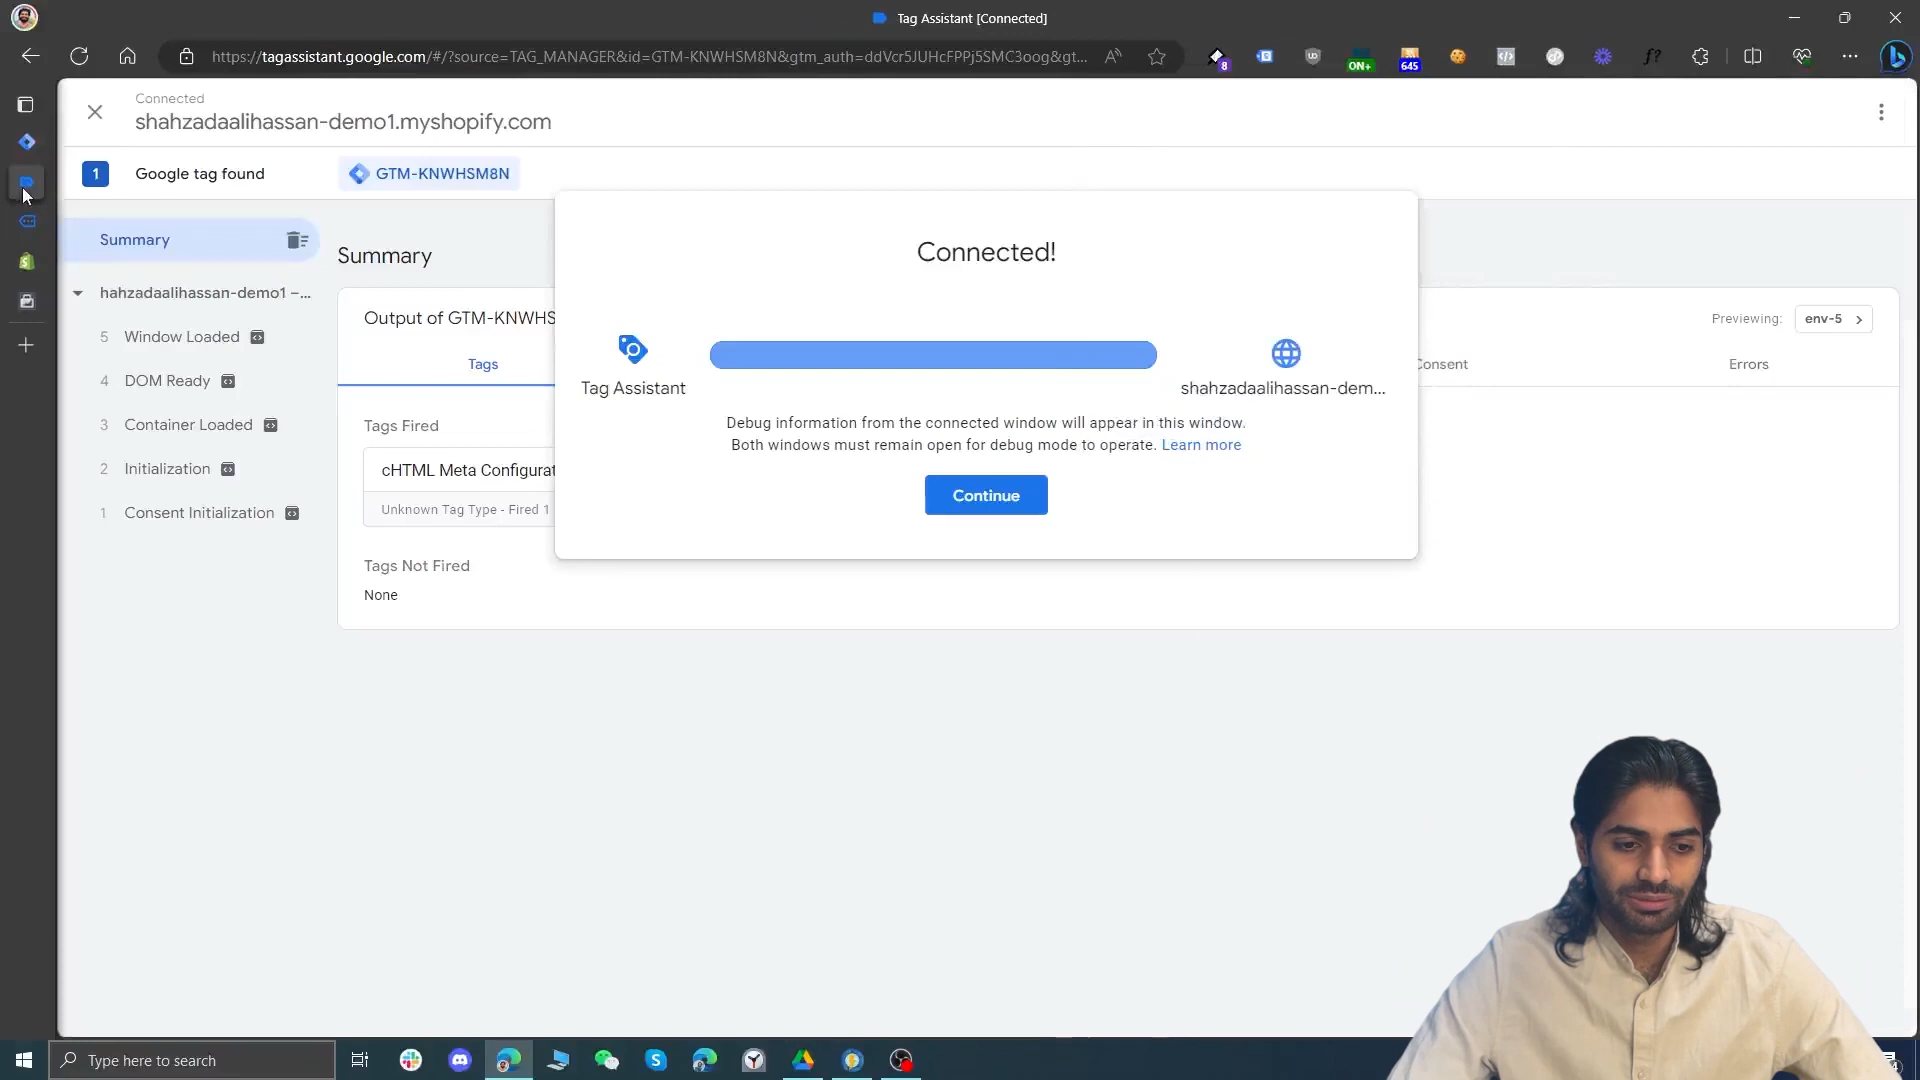 Tag Assistant [Connected]
https://tagassistant.google.com/#/?source=TAG_MANAGER&id=GTM-KNWHSM8N&gtm_auth=ddVcr5JUHcFPPj5SMC3oog&gt...
8
ON+
645
Connected
shahzadaalihassan-demo1.myshopify.com
1 Google tag found GTM-KNWHSM8N
Summary
hahzadaalihassan-demo1 –...
5 Window Loaded
4 DOM Ready
3 Container Loaded
2 Initialization
1 Consent Initialization
Summary
Output of GTM-KNWHS
Previewing: env-5
Tags
Consent
Errors
Tags Fired
cHTML Meta Configurat
Unknown Tag Type - Fired 1
Tags Not Fired
None
Connected!
Tag Assistant
shahzadaalihassan-dem...
Debug information from the connected window will appear in this window.
Both windows must remain open for debug mode to operate. Learn more
Continue
Type here to search